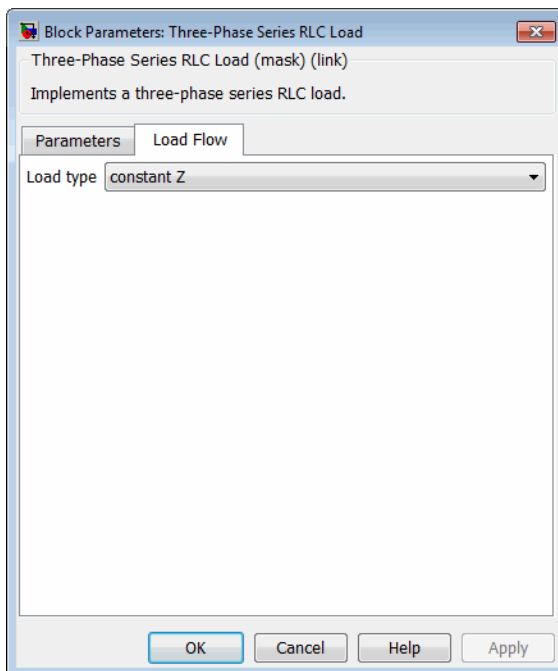 Block Parameters: Three-Phase Series RLC Load
Three-Phase Series RLC Load (mask) (link)
Implements a three-phase series RLC load.
Parameters Load Flow
Load type constant Z
OK Cancel Help Apply